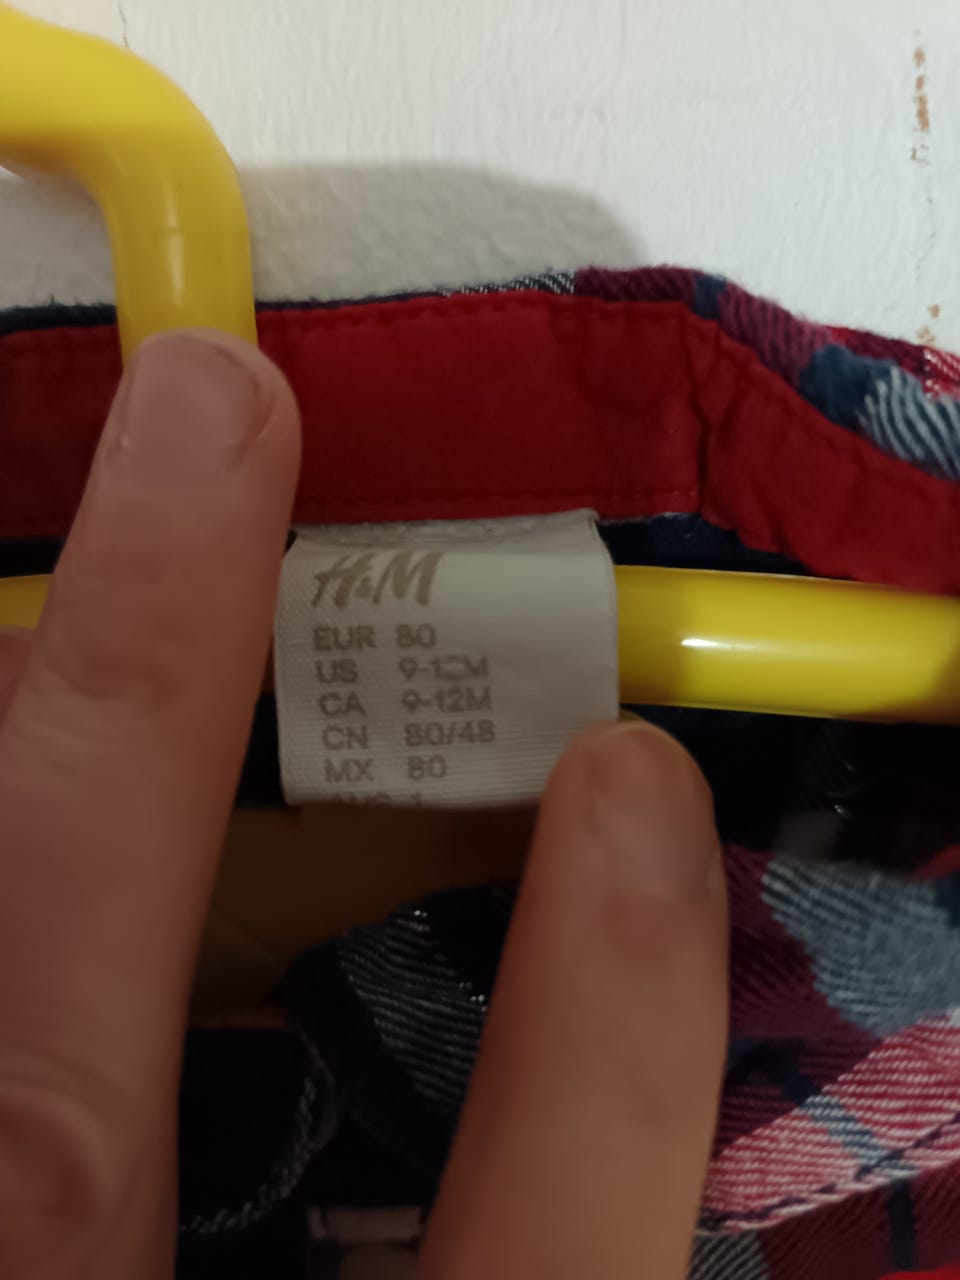 H&M
EUR 80
US 9-12M
CA 9-12M
CN 80/48
MX 80